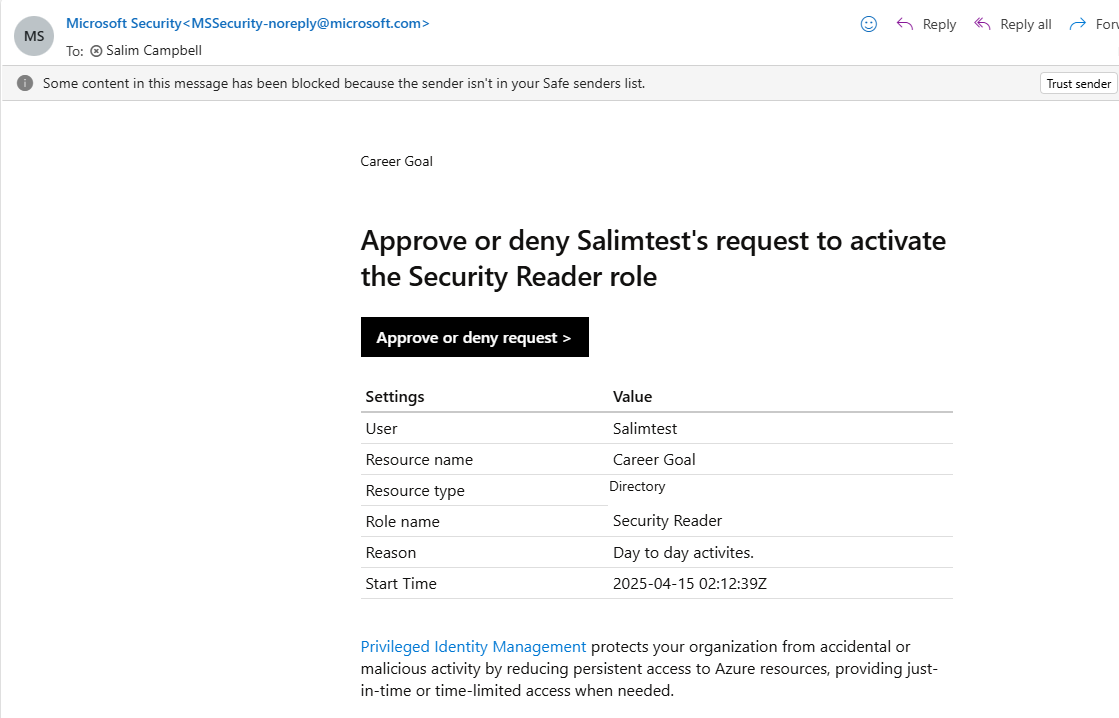 MS
Microsoft Security<MSSecurity-noreply@microsoft.com>
To: Salim Campbell
Reply
Reply all
Forw
Some content in this message has been blocked because the sender isn't in your Safe senders list.
Trust sender
Career Goal
Approve or deny Salimtest's request to activate
the Security Reader role
Approve or deny request >
Settings Value
User Salimtest
Resource name Career Goal
Resource type Directory
Role name Security Reader
Reason Day to day activites.
Start Time 2025-04-15 02:12:39Z
Privileged Identity Management protects your organization from accidental or
malicious activity by reducing persistent access to Azure resources, providing just-
in-time or time-limited access when needed.